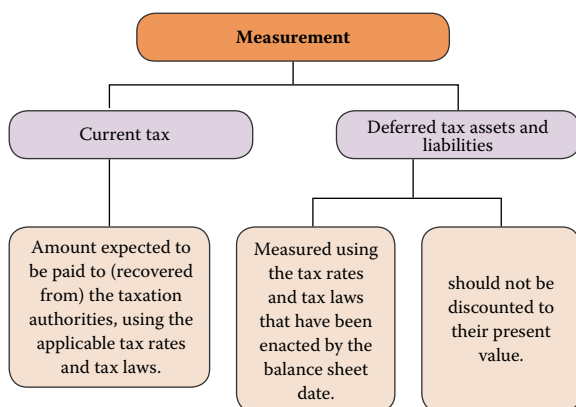 Measurement
Current tax
Deferred tax assets and
liabilities
Amount expected to
be paid to (recovered
from) the taxation
authorities, using the
applicable tax rates
and tax laws.
Measured using
the tax rates
and tax laws
that have been
enacted by the
balance sheet
date.
should not be
discounted to
their present
value.